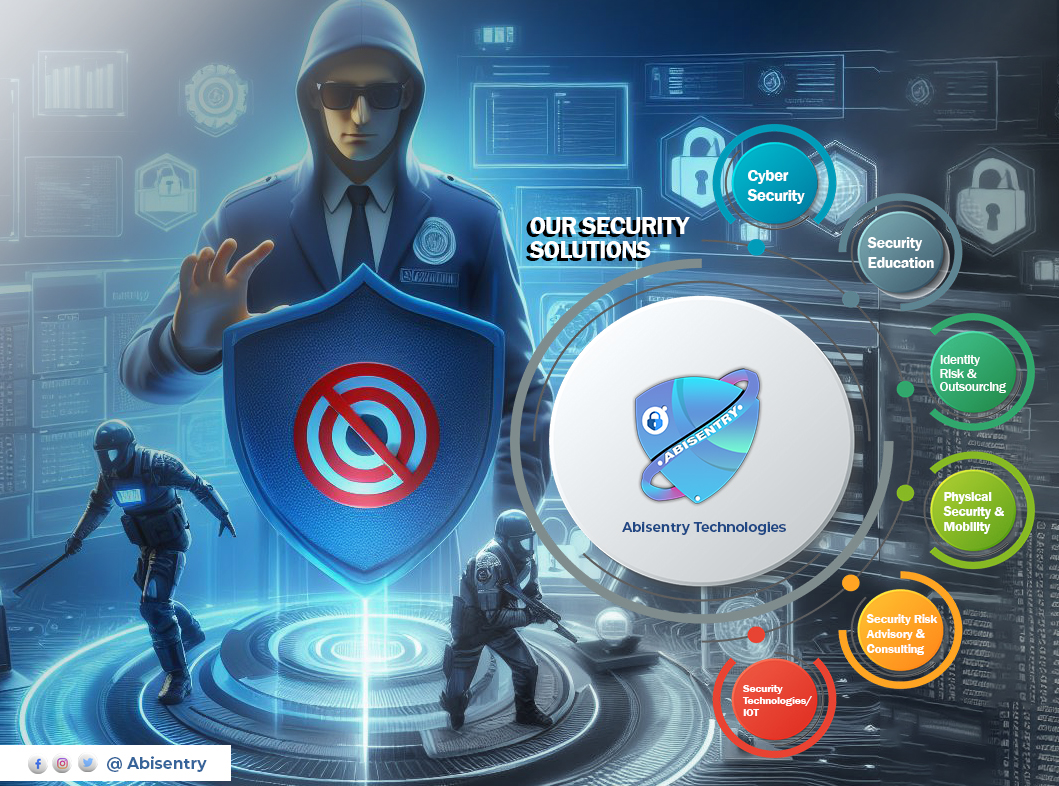 OUR SECURITY
SOLUTIONS
Cyber
Security
Security
Education
Identity
Risk &
Outsourcing
Physical
Security &
Mobility
Security Risk
Advisory &
Consulting
Security
Technologies/
IOT
ABISENTRY
Abisentry Technologies
@ Abisentry